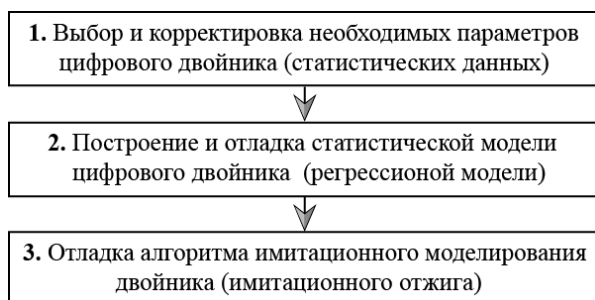 1. Выбор и корректировка необходимых параметров
цифрового двойника (статистических данных)
2. Построение и отладка статистической модели
цифрового двойника (регрессионой модели)
3. Отладка алгоритма имитационного моделирования
двойника (имитационного отжига)